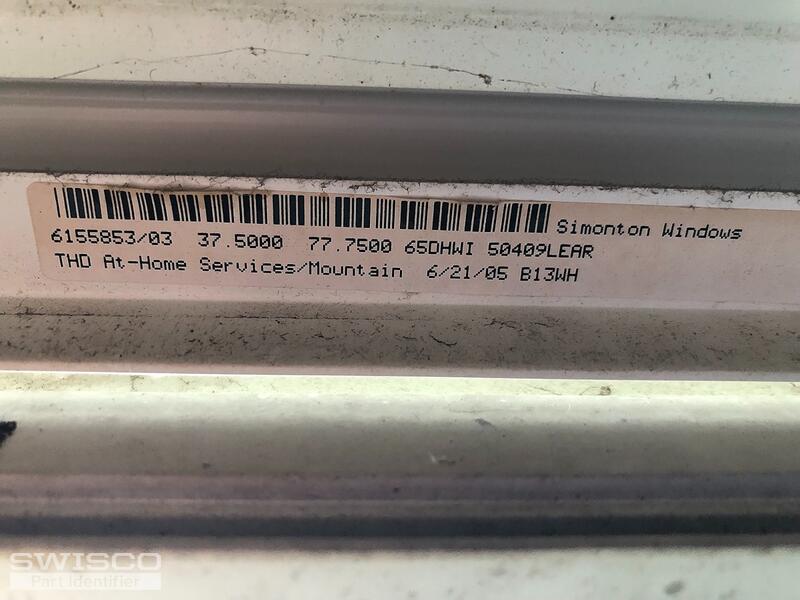 Simonton Windows
6155853/03 37.5000 77.7500 65DHWI 50409LEAR
THD At-Home Services/Mountain 6/21/05 B13WH
SWISCO
Part Identifier